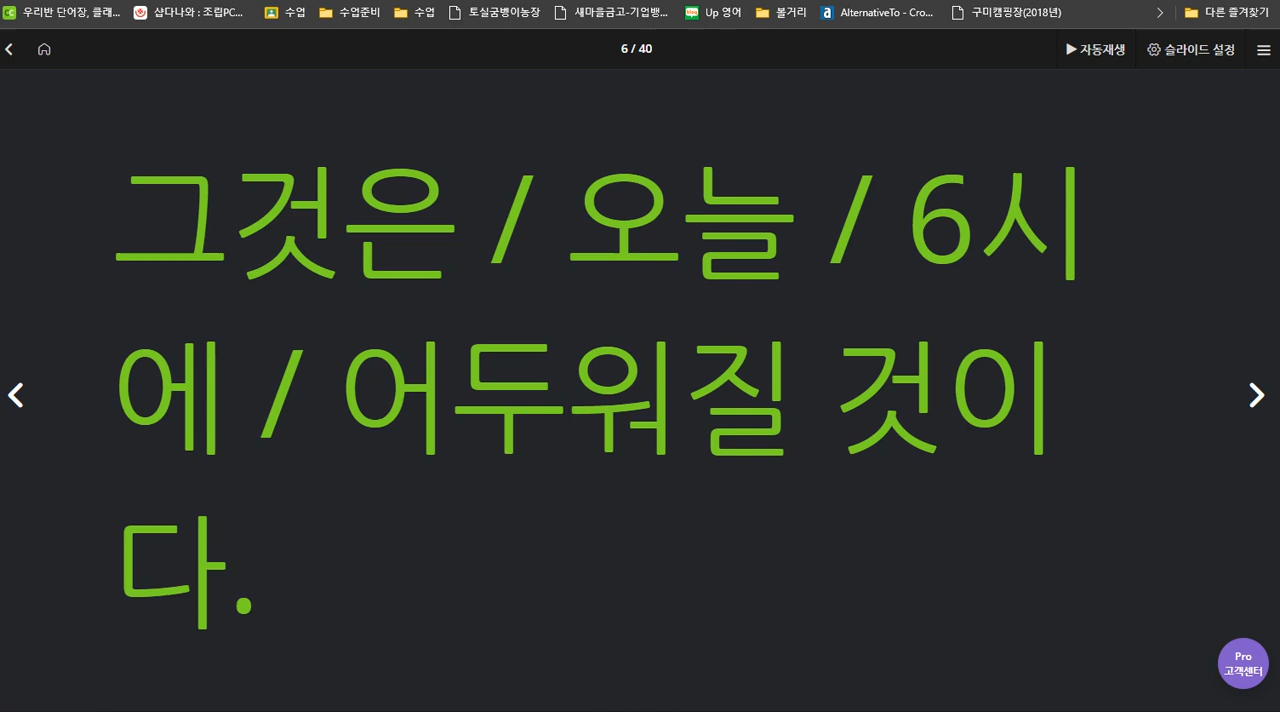 우리반 단어장, 클래... 샵다나와 : 조립PC... 수업 수업준비 수업 토실굼뱅이농장 새마을금고-기업뱅... Up 영어 볼거리 AlternativeTo - Cro... 구미캠핑장(2018년) 다른 즐겨찾기
6 / 40 자동재생 슬라이드 설정
그것은 / 오늘 / 6시
에 / 어두워질 것이
다.
Pro
고객센터